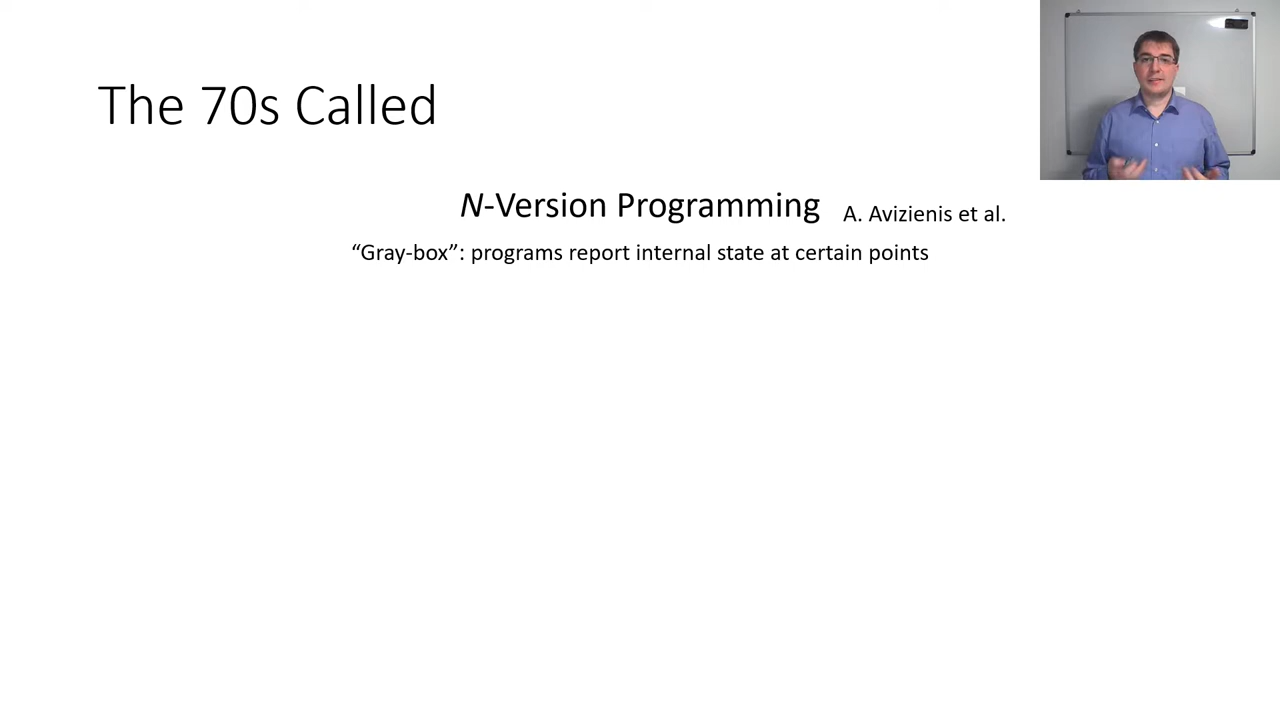 The 70s Called
N-Version Programming A. Avizienis et al.
“Gray-box”: programs report internal state at certain points